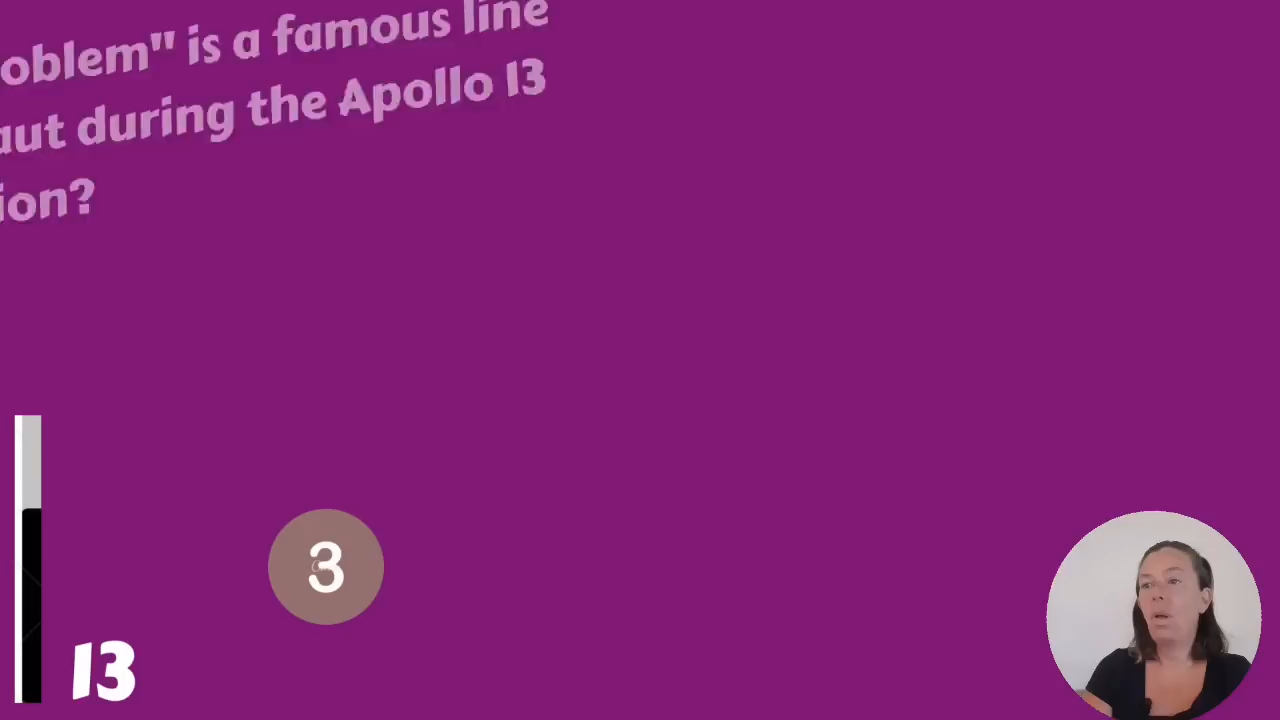 oblem" is a famous line
aut during the Apollo 13
ion?
3
13